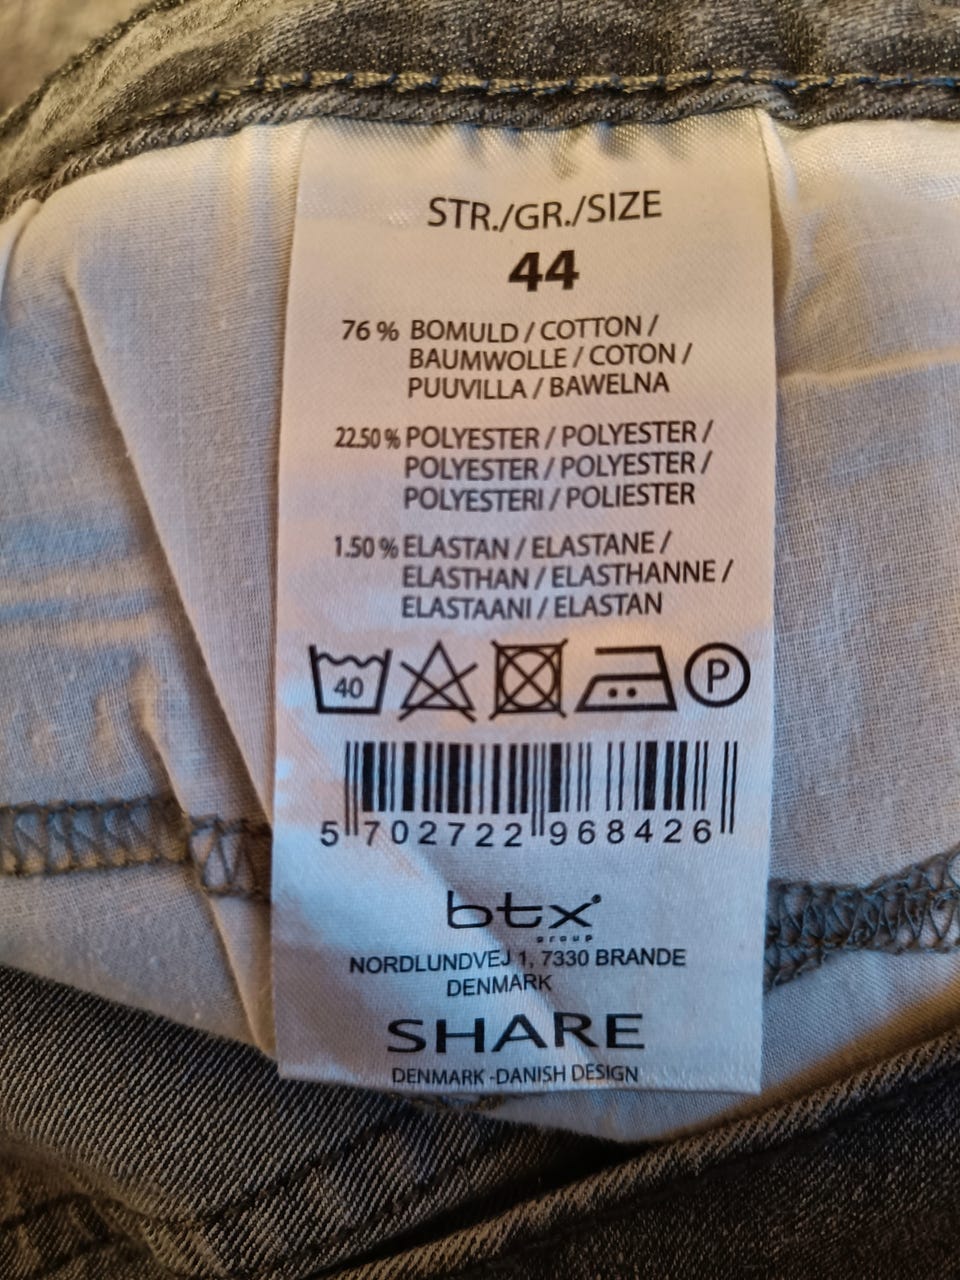 STR./GR./SIZE
44
76 % BOMULD / COTTON /
BAUMWOLLE / COTON /
PUUVILLA / BAWELNA
22.50 % POLYESTER / POLYESTER /
POLYESTER / POLYESTER /
POLYESTERI / POLIESTER
1.50 % ELASTAN / ELASTANE /
ELASTHAN / ELASTHANNE /
ELASTAANI / ELASTAN
40 P
5 702722 968426
btx®
group
NORDLUNDVEJ 1, 7330 BRANDE
DENMARK
SHARE
DENMARK -DANISH DESIGN